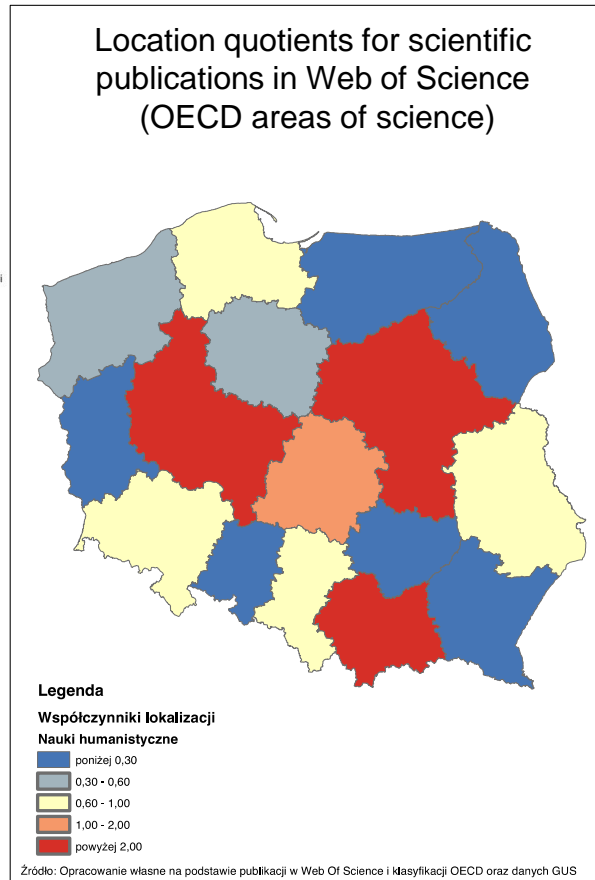 Location quotients for scientific
publications in Web of Science
(OECD areas of science)
i
Legenda
Współczynniki lokalizacji
Nauki humanistyczne
poniżej 0,30
0,30 - 0,60
0,60 - 1,00
1,00 - 2,00
powyżej 2,00
Źródło: Opracowanie własne na podstawie publikacji w Web Of Science i klasyfikacji OECD oraz danych GUS